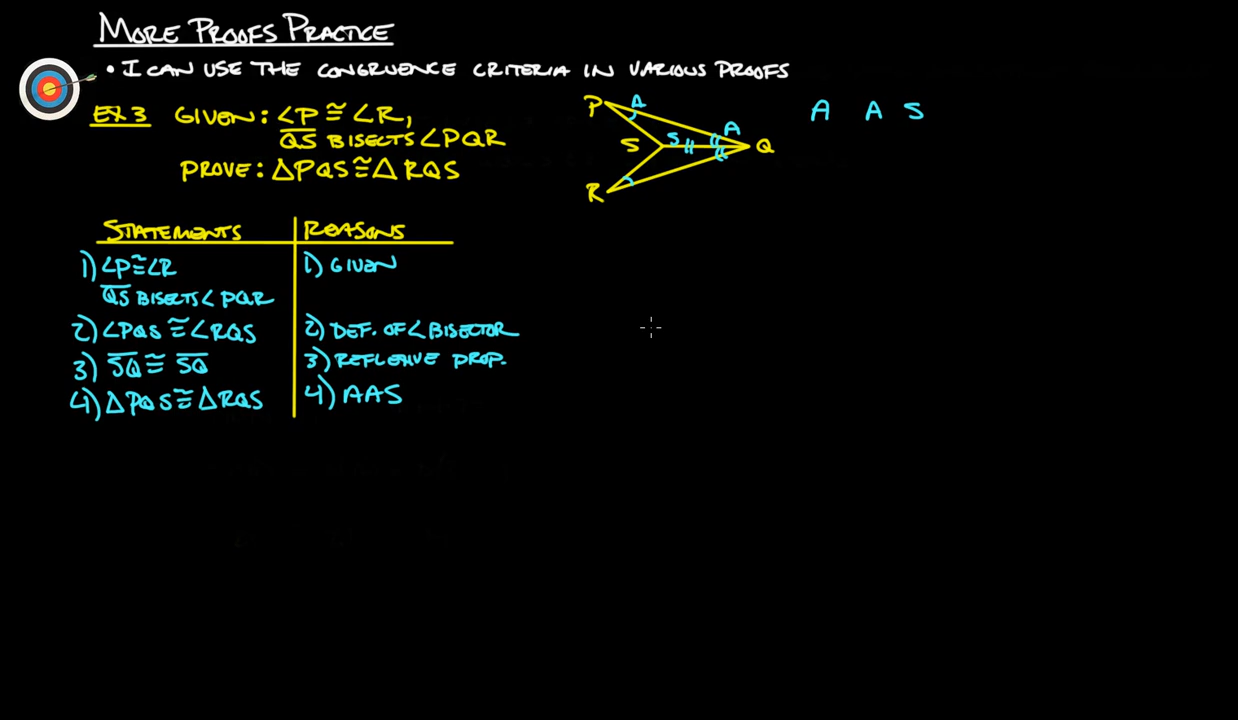 MORE PROOFS PRACTICE
• I CAN USE THE CONGRUENCE CRITERIA IN VARIOUS PROOFS
EX 3 GIVEN: ∠P ≅ ∠R,
QS BISECTS ∠PQR
PROVE: △PQS ≅ △RQS
P A
S S A Q
R
A A S
STATEMENTS REASONS
1) ∠P ≅ ∠R 1) GIVEN
QS BISECTS ∠PQR
2) ∠PQS ≅ ∠RQS 2) DEF. OF ∠ BISECTOR
3) SQ ≅ SQ 3) REFLEXIVE PROP.
4) △PQS ≅ △RQS 4) AAS